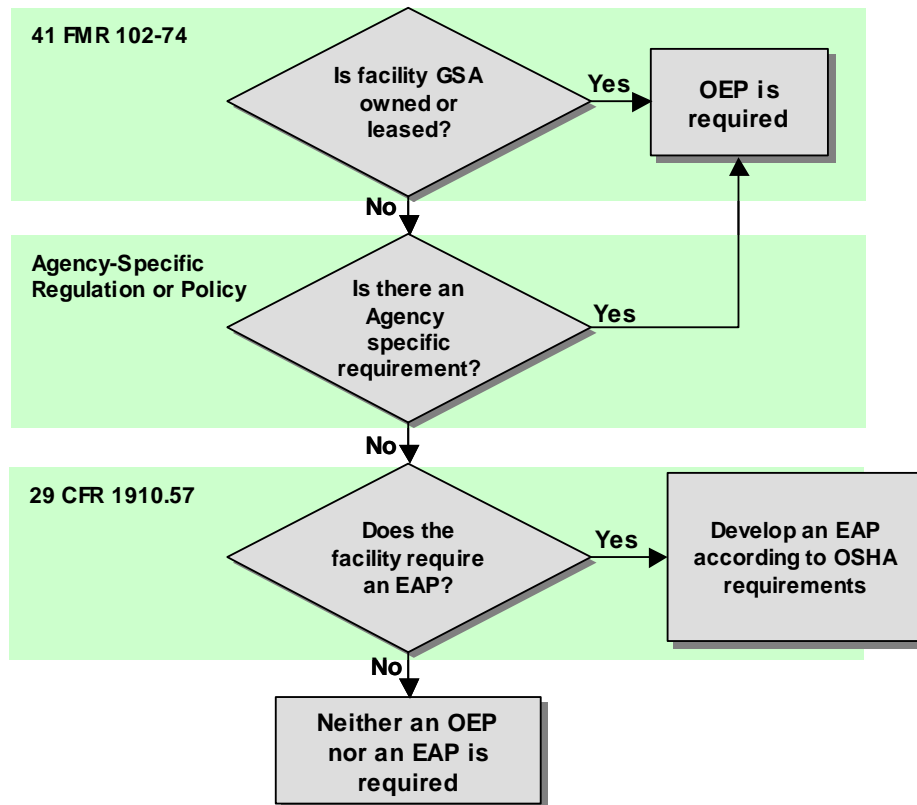 41 FMR 102-74
Is facility GSA
owned or
leased?
Yes
OEP is
required
No
Agency-Specific
Regulation or Policy
Is there an
Agency
specific
requirement?
Yes
No
29 CFR 1910.57
Does the
facility require
an EAP?
Yes
Develop an EAP
according to OSHA
requirements
No
Neither an OEP
nor an EAP is
required